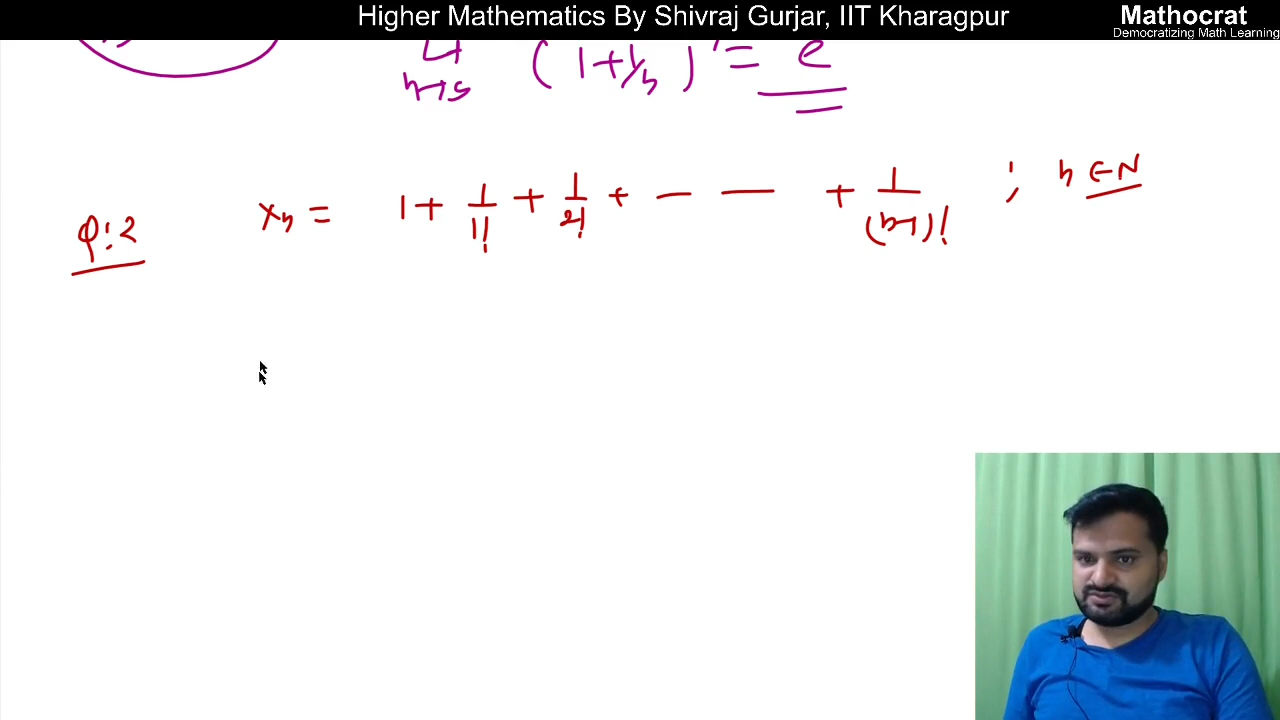 Higher Mathematics By Shivraj Gurjar, IIT Kharagpur
Mathocrat
Democratizing Math Learning
(1+1/n) = e
n→∞
Q:2 xn = 1 + 1/1! + 1/2! + — — + 1/(n-1)! ; n ∈ N